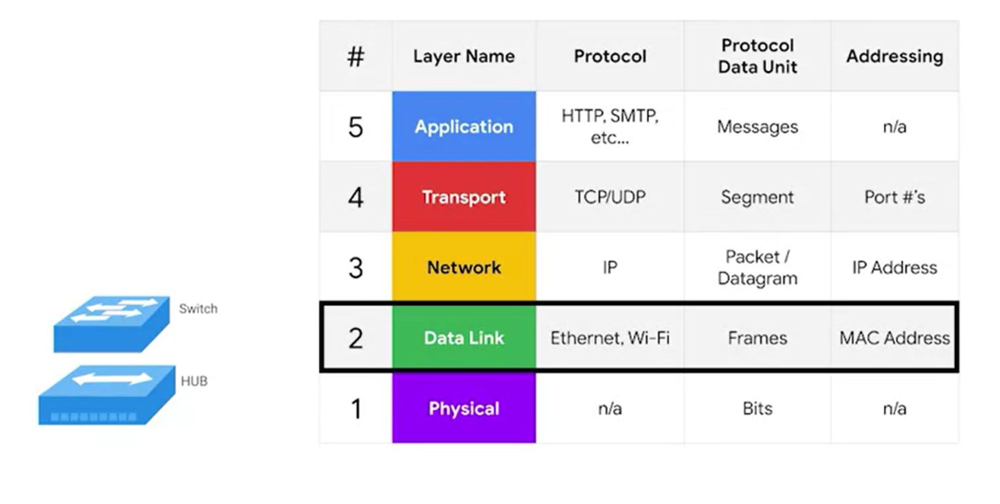 # Layer Name Protocol Protocol Data Unit Addressing
5 Application HTTP, SMTP, etc... Messages n/a
4 Transport TCP/UDP Segment Port #'s
3 Network IP Packet / Datagram IP Address
Switch
2 Data Link Ethernet, Wi-Fi Frames MAC Address
HUB
1 Physical n/a Bits n/a